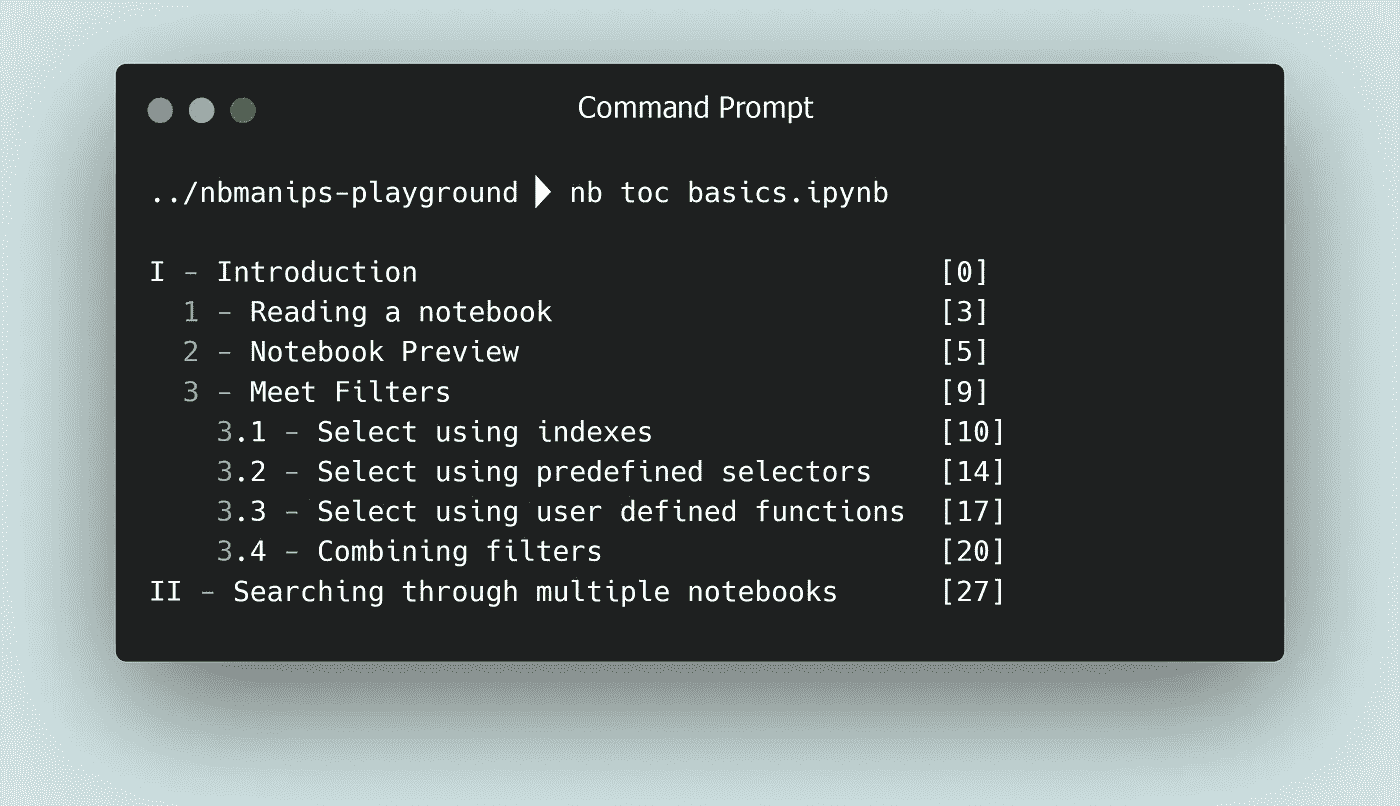 Command Prompt
../nbmanips-playground nb toc basics.ipynb
I - Introduction [0]
1 - Reading a notebook [3]
2 - Notebook Preview [5]
3 - Meet Filters [9]
3.1 - Select using indexes [10]
3.2 - Select using predefined selectors [14]
3.3 - Select using user defined functions [17]
3.4 - Combining filters [20]
II - Searching through multiple notebooks [27]